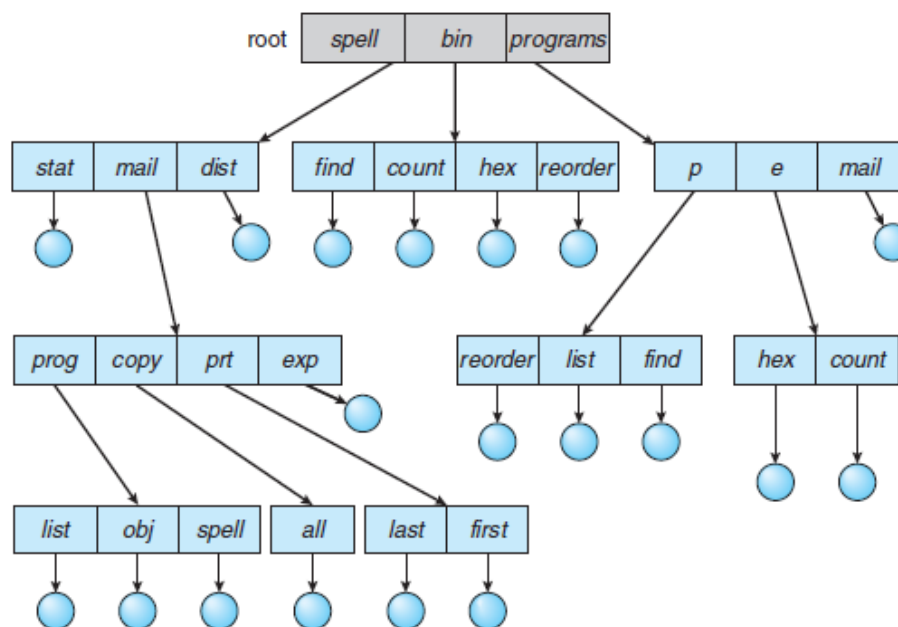 root spell bin programs
stat mail dist find count hex reorder p e mail
prog copy prt exp reorder list find hex count
list obj spell all last first